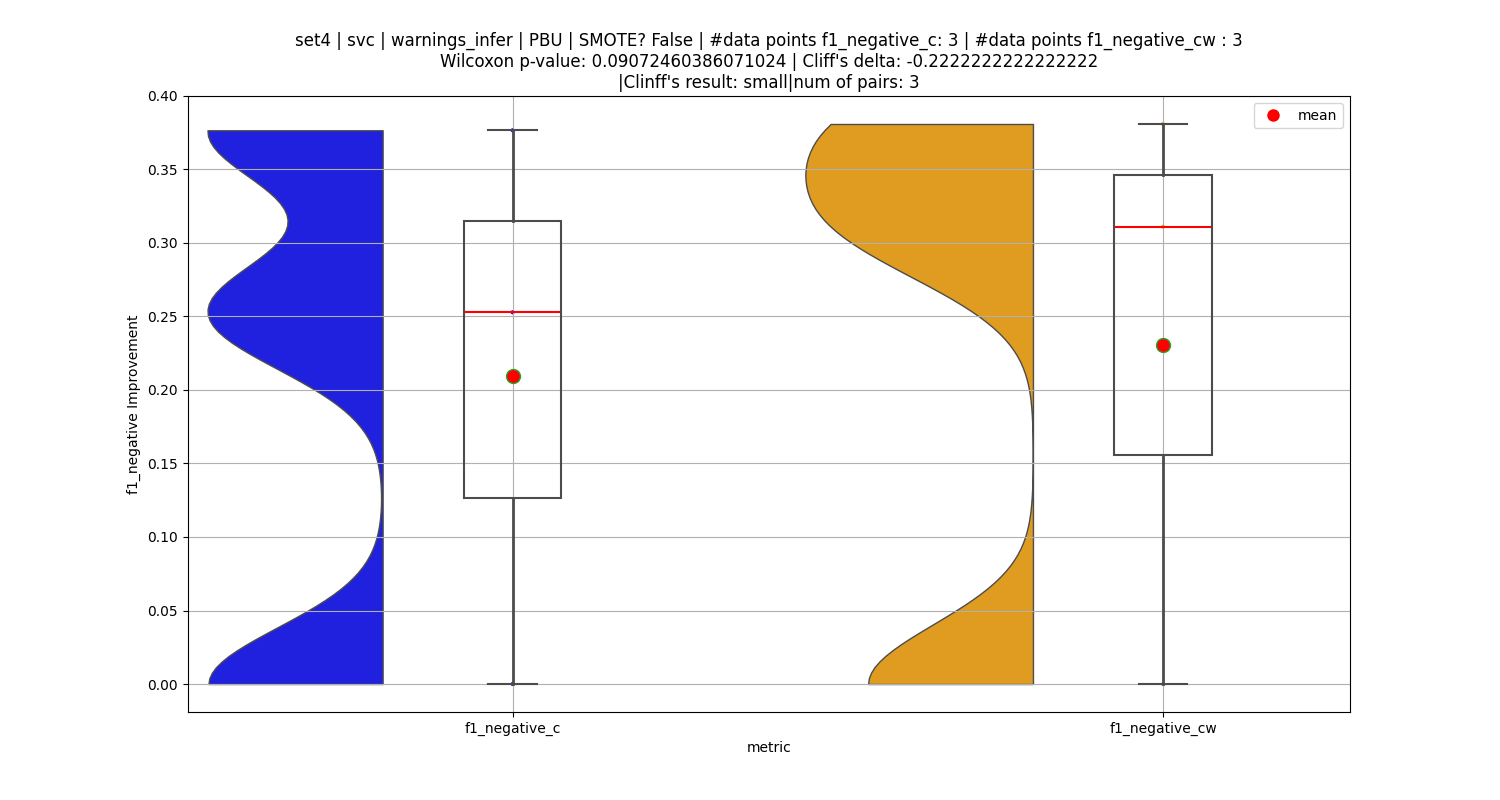 set4 | svc | warnings_infer | PBU | SMOTE? False | #data points f1_negative_c: 3 | #data points f1_negative_cw : 3
Wilcoxon p-value: 0.09072460386071024 | Cliff's delta: -0.2222222222222222
|Clinff's result: small|num of pairs: 3
mean
0.40
0.35
0.30
0.25
0.20
0.15
0.10
0.05
0.00
f1_negative Improvement
f1_negative_c
f1_negative_cw
metric